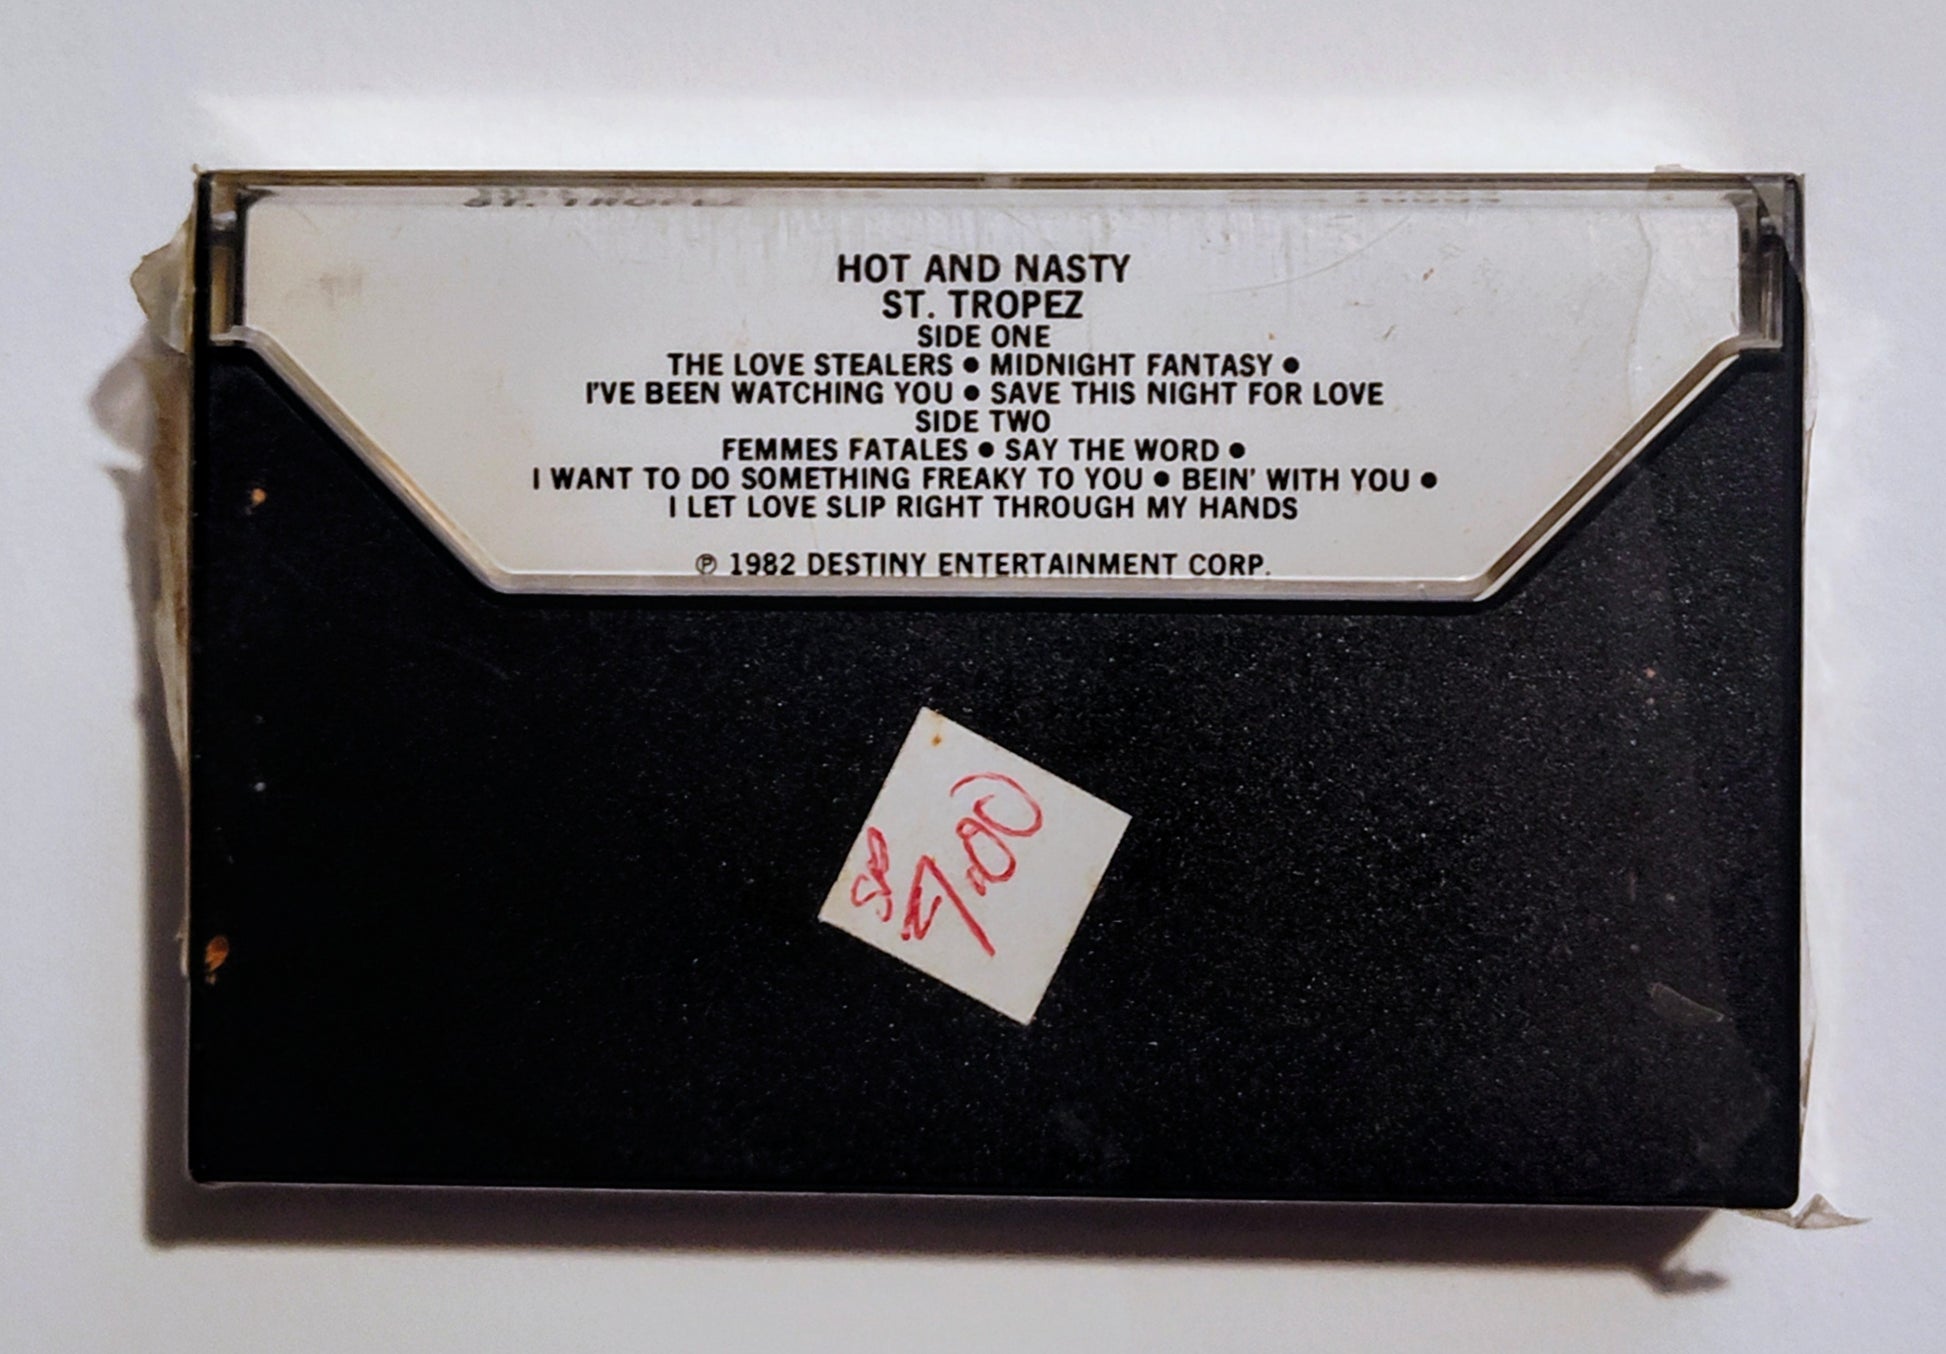 HOT AND NASTY
ST. TROPEZ
SIDE ONE
THE LOVE STEALERS ● MIDNIGHT FANTASY ●
I'VE BEEN WATCHING YOU ● SAVE THIS NIGHT FOR LOVE
SIDE TWO
FEMMES FATALES ● SAY THE WORD ●
I WANT TO DO SOMETHING FREAKY TO YOU ● BEIN' WITH YOU ●
I LET LOVE SLIP RIGHT THROUGH MY HANDS
℗ 1982 DESTINY ENTERTAINMENT CORP.
7.00